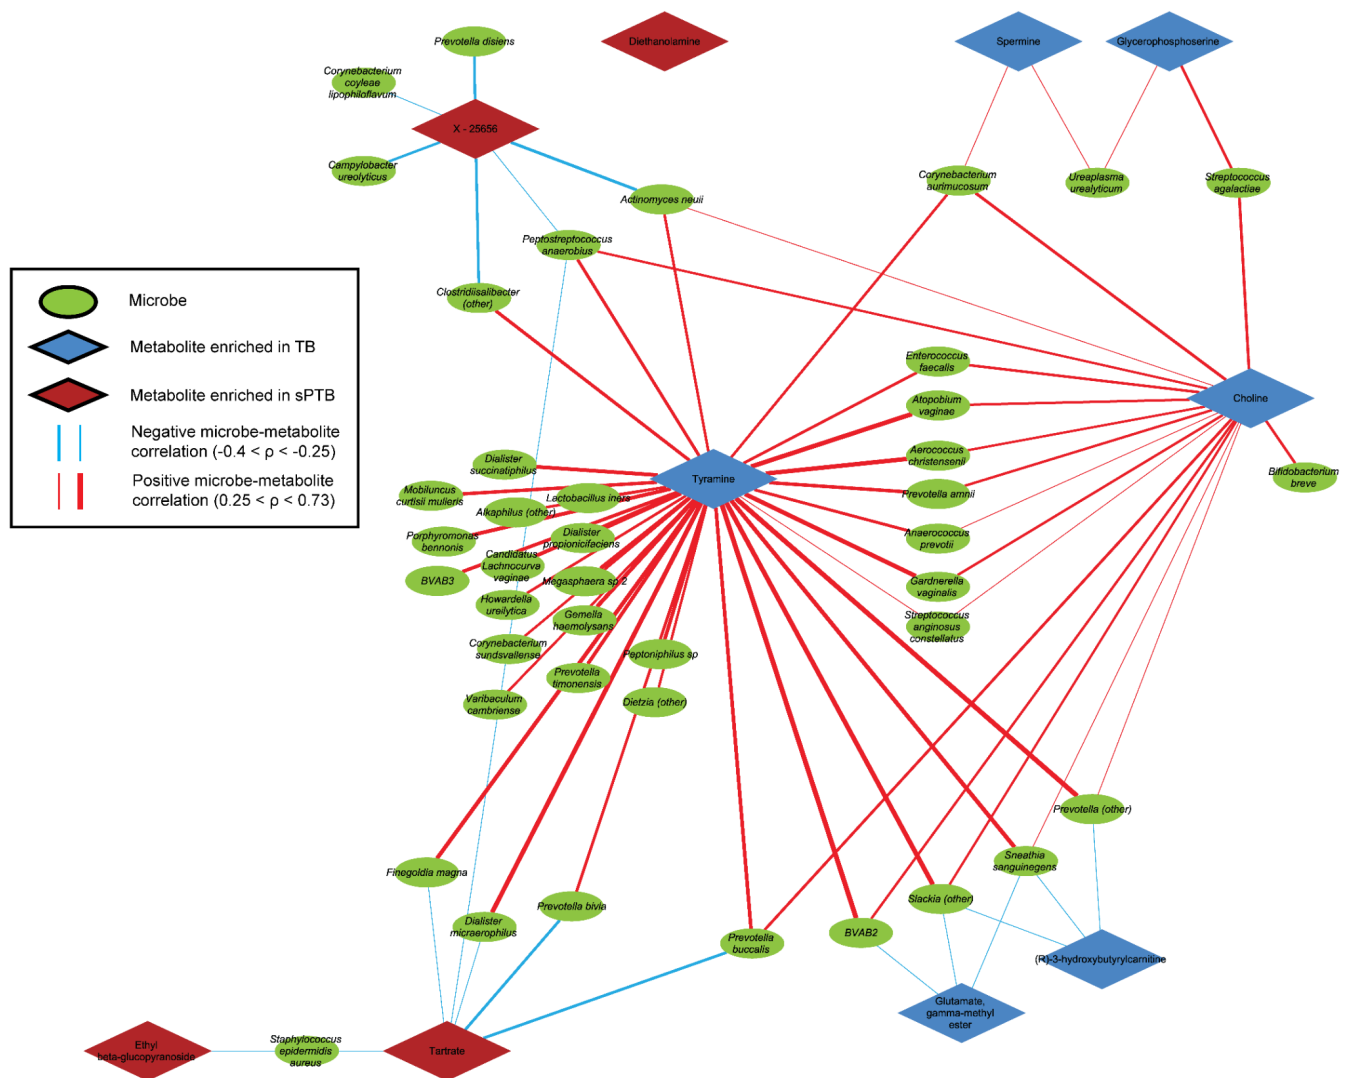 Prevotella disiens
Diethanolamine
Spermine
Glycerophosphoserine
Corynebacterium
coyleae
lipophiloflavum
X - 25656
Campylobacter
ureolyticus
Actinomyces neuii
Corynebacterium
aurimucosum
Ureaplasma
urealyticum
Streptococcus
agalactiae
Peptostreptococcus
anaerobius
Clostridiisalibacter
(other)
Microbe
Metabolite enriched in TB
Metabolite enriched in sPTB
Negative microbe-metabolite
correlation (-0.4 < ρ < -0.25)
Positive microbe-metabolite
correlation (0.25 < ρ < 0.73)
Enterococcus
faecalis
Atopobium
vaginae
Choline
Aerococcus
christensenii
Bifidobacterium
breve
Dialister
succinatiphilus
Tyramine
Prevotella amnii
Mobiluncus
curtisii mulieris
Lactobacillus iners
Alkaphilus (other)
Porphyromonas
bennonis
Dialister
propionicifaciens
Anaerococcus
prevotii
Candidatus
Lachnocurva
vaginae
BVAB3
Megasphaera sp 2
Gardnerella
vaginalis
Howardella
ureilytica
Gemella
haemolysans
Streptococcus
anginosus
constellatus
Corynebacterium
sundsvallense
Peptoniphilus sp
Prevotella
timonensis
Varibaculum
cambriense
Dietzia (other)
Prevotella (other)
Finegoldia magna
Sneathia
sanguinegens
Slackia (other)
Prevotella bivia
Dialister
micraerophilus
BVAB2
Prevotella
buccalis
(R)-3-hydroxybutyrylcarnitine
Glutamate,
gamma-methyl
ester
Ethyl
beta-glucopyranoside
Staphylococcus
epidermidis
aureus
Tartrate